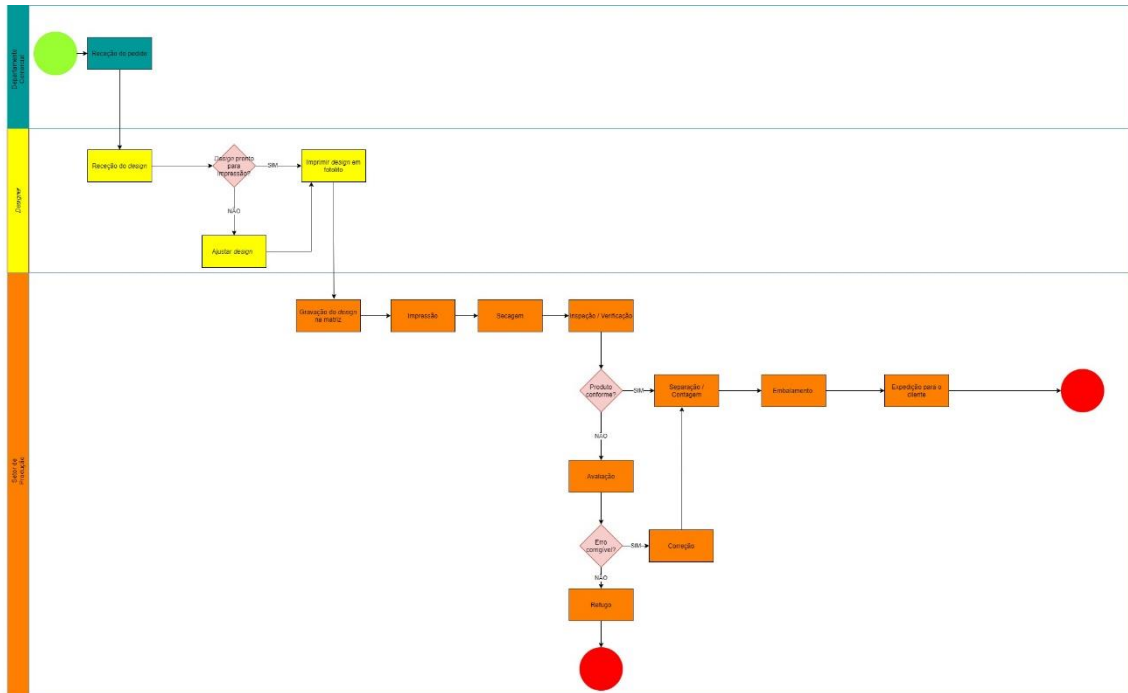 Departamento
Comercial
Receção do pedido
Designer
Receção do design
Design pronto
para
impressão?
SIM
Imprimir design em
fotolito
NÃO
Ajustar design
Setor de
Produção
Gravação do design
na matriz
Impressão
Secagem
Inspeção / Verificação
Produto
conforme?
SIM
Separação /
Contagem
Embalamento
Expedição para o
cliente
NÃO
Avaliação
Erro
corrigível?
SIM
Correção
NÃO
Refugo